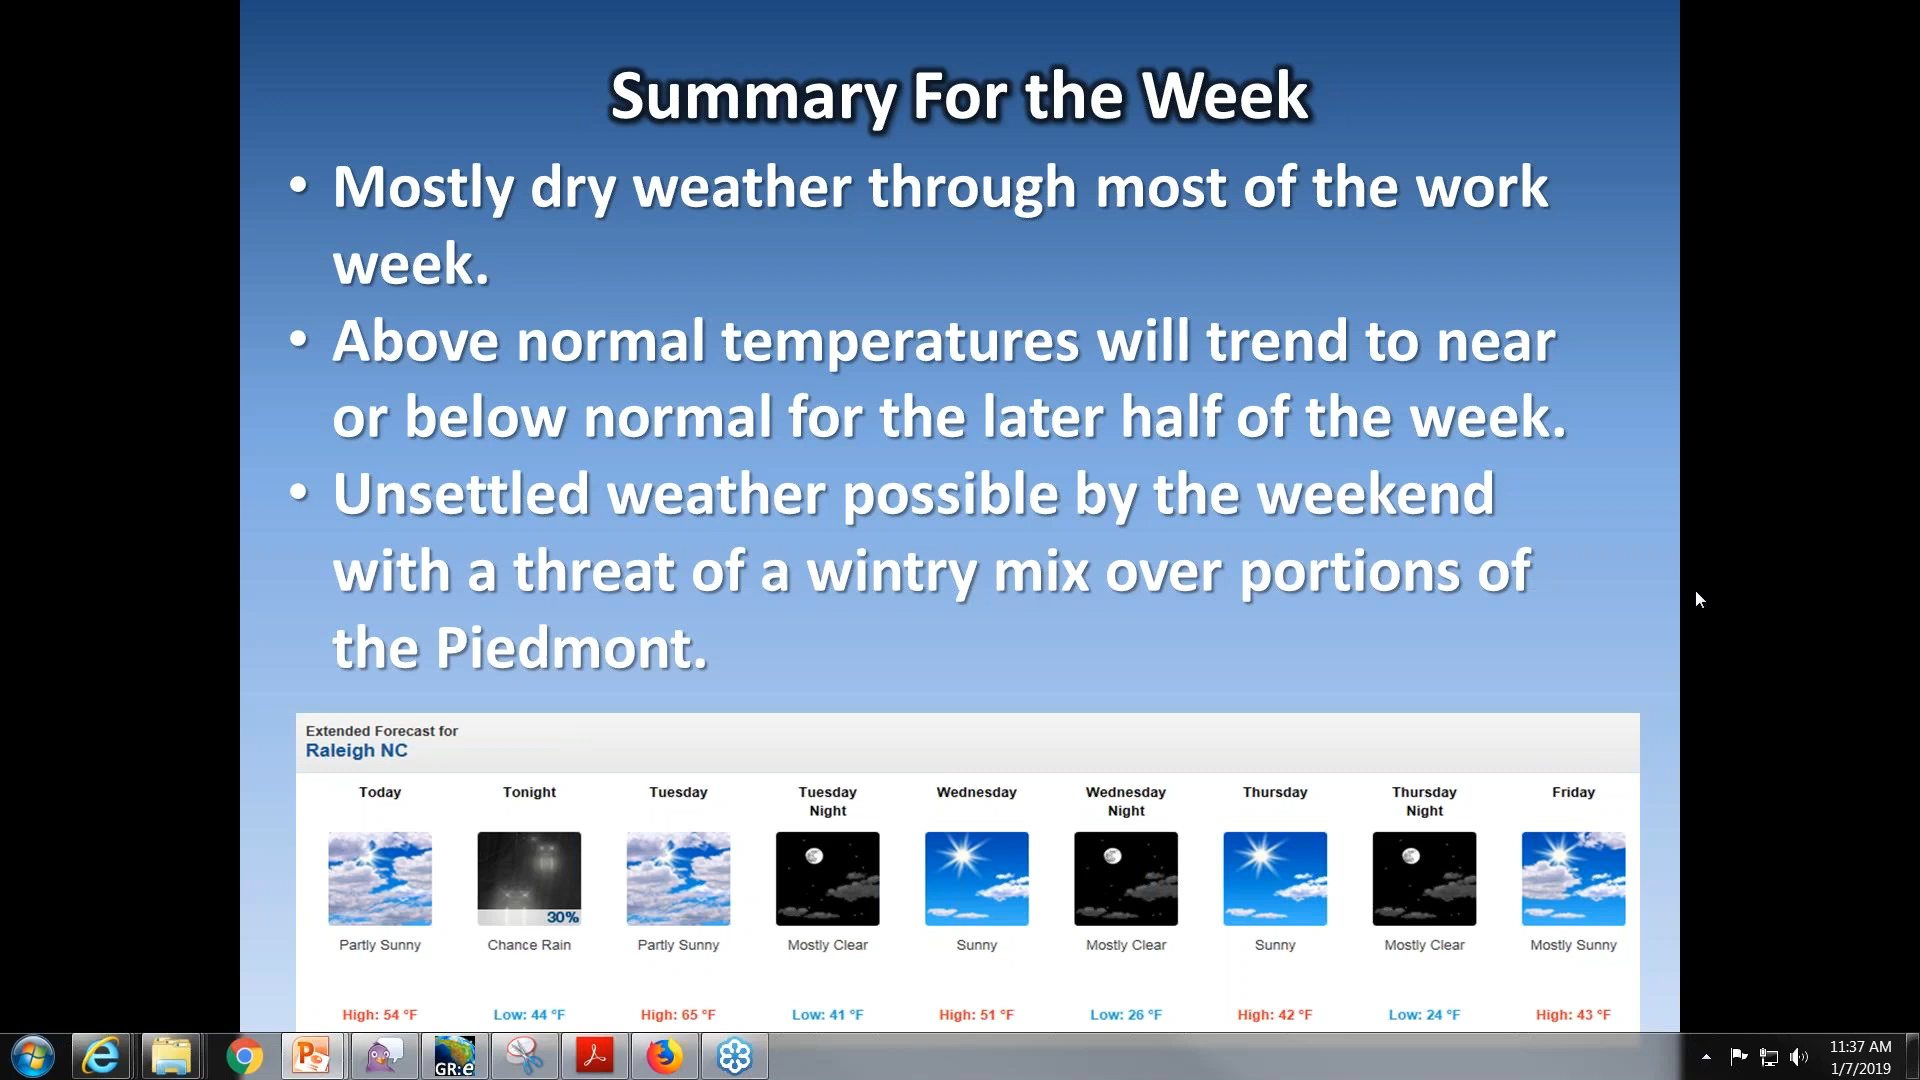 Summary For the Week
• Mostly dry weather through most of the work
week.
• Above normal temperatures will trend to near
or below normal for the later half of the week.
• Unsettled weather possible by the weekend
with a threat of a wintry mix over portions of
the Piedmont.
Extended Forecast for
Raleigh NC
Today Tonight Tuesday Tuesday Night Wednesday Wednesday Night Thursday Thursday Night Friday
30%
Partly Sunny Chance Rain Partly Sunny Mostly Clear Sunny Mostly Clear Sunny Mostly Clear Mostly Sunny
High: 54 °F Low: 44 °F High: 65 °F Low: 41 °F High: 51 °F Low: 26 °F High: 42 °F Low: 24 °F High: 43 °F
GR:e
11:37 AM
1/7/2019